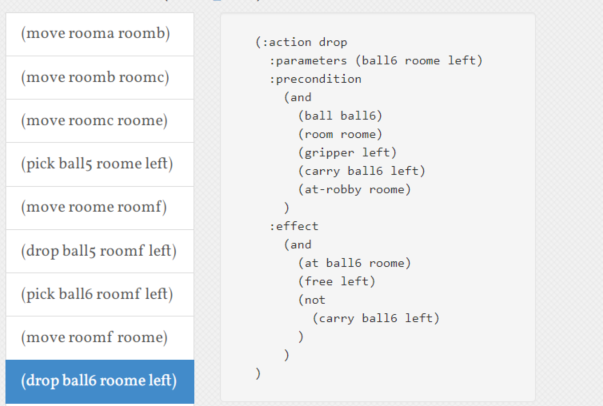 (move rooma roomb)
(move roomb roomc)
(move roomc roome)
(pick ball5 roome left)
(move roome roomf)
(drop ball5 roomf left)
(pick ball6 roomf left)
(move roomf roome)
(drop ball6 roome left)
(:action drop
  :parameters (ball6 roome left)
  :precondition
    (and
      (ball ball6)
      (room roome)
      (gripper left)
      (carry ball6 left)
      (at-robby roome)
    )
  :effect
    (and
      (at ball6 roome)
      (free left)
      (not
        (carry ball6 left)
      )
    )
)